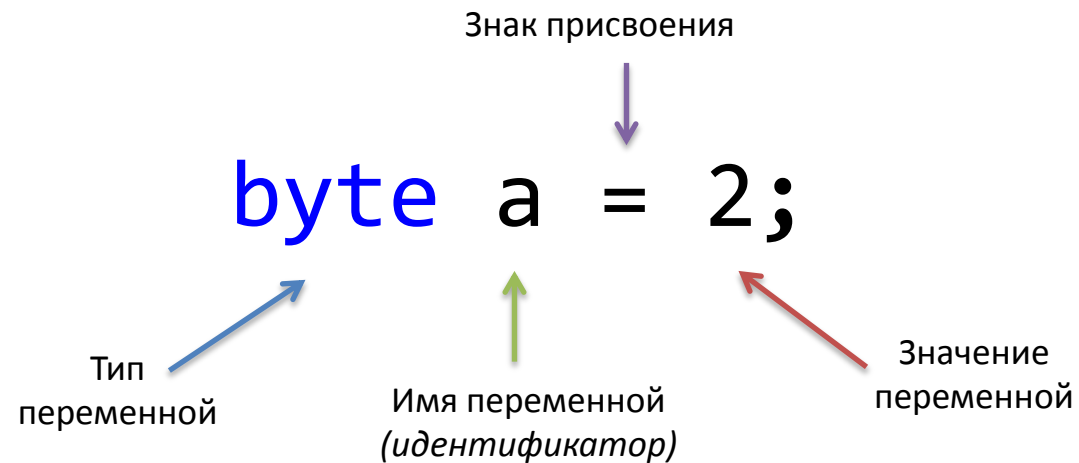 Знак присвоения
byte a = 2;
Тип
переменной
Имя переменной
(идентификатор)
Значение
переменной